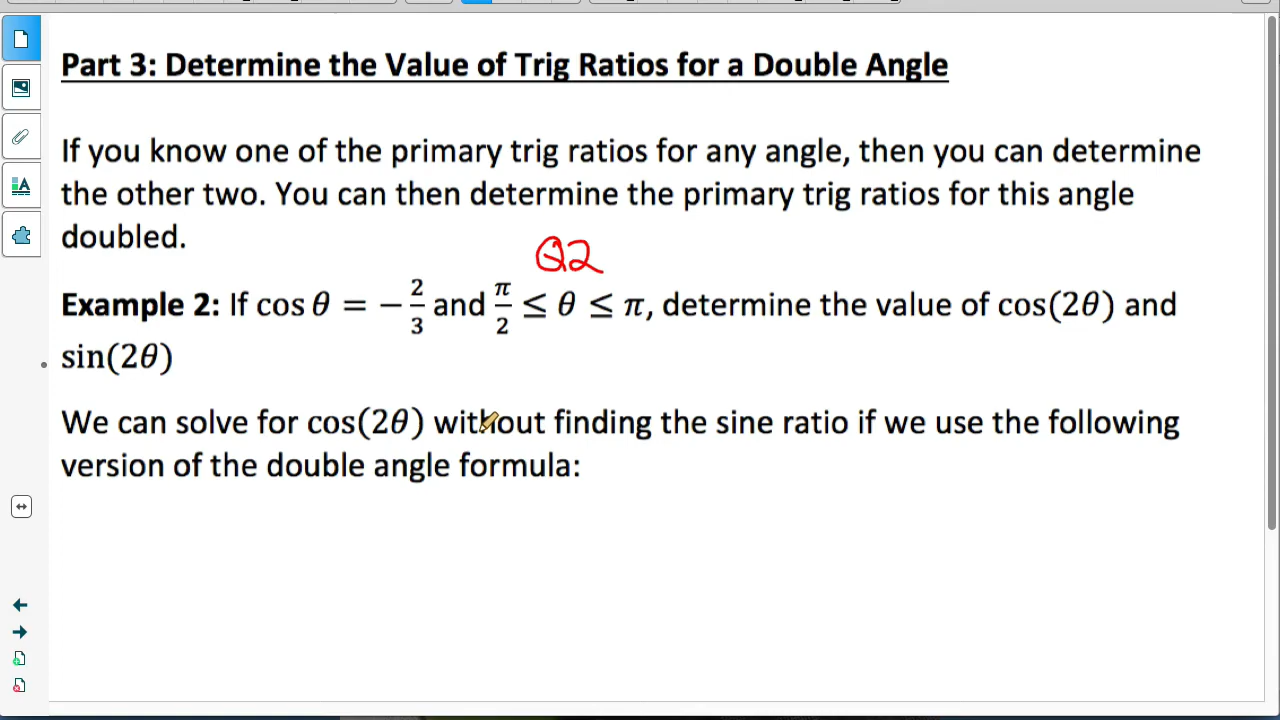 Part 3: Determine the Value of Trig Ratios for a Double Angle
If you know one of the primary trig ratios for any angle, then you can determine
the other two. You can then determine the primary trig ratios for this angle
doubled.
Q2
Example 2: If cos θ = −2/3 and π/2 ≤ θ ≤ π, determine the value of cos(2θ) and
sin(2θ)
We can solve for cos(2θ) without finding the sine ratio if we use the following
version of the double angle formula: